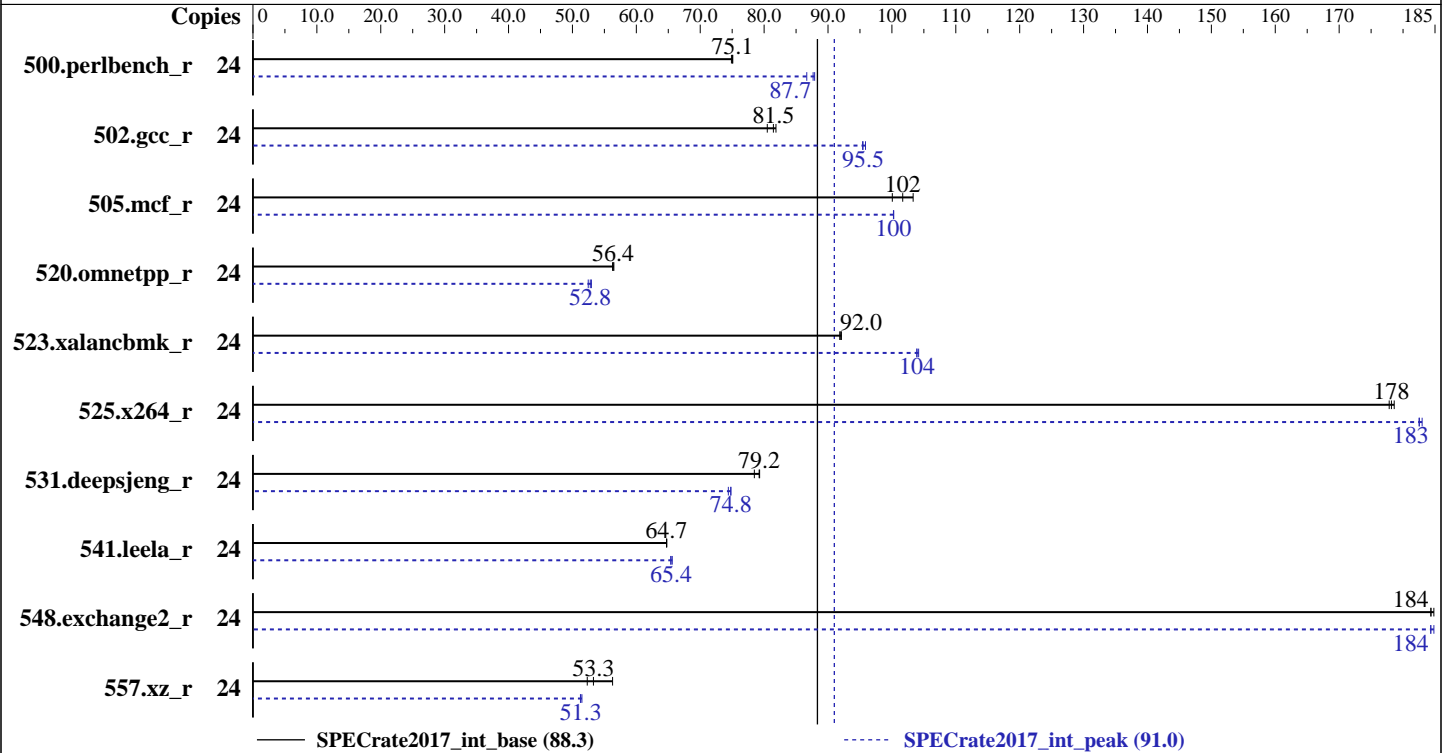 Copies 0 10.0 20.0 30.0 40.0 50.0 60.0 70.0 80.0 90.0 100 110 120 130 140 150 160 170 185
75.1
500.perlbench_r 24
87.7
81.5
502.gcc_r 24
95.5
102
505.mcf_r 24
100
56.4
520.omnetpp_r 24
52.8
92.0
523.xalancbmk_r 24
104
178
525.x264_r 24
183
79.2
531.deepsjeng_r 24
74.8
64.7
541.leela_r 24
65.4
184
548.exchange2_r 24
184
53.3
557.xz_r 24
51.3
SPECrate2017_int_base (88.3) SPECrate2017_int_peak (91.0)